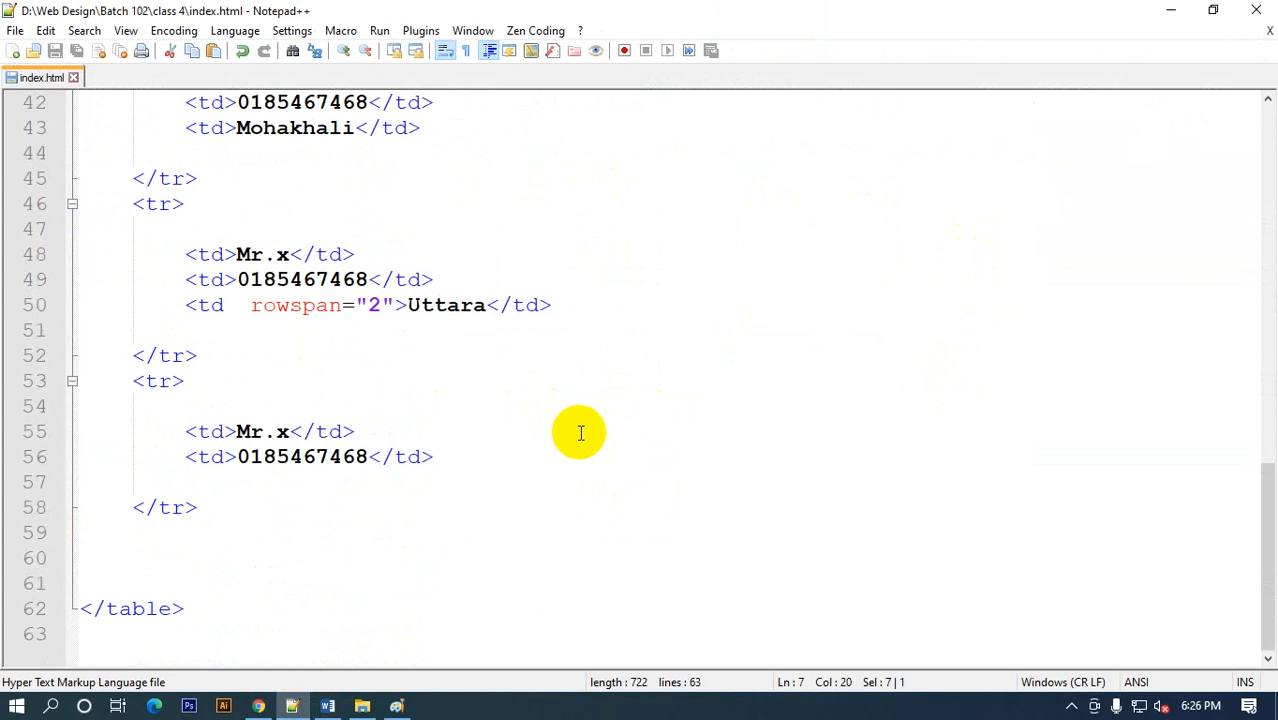 D:\Web Design\Batch 102\class 4\index.html - Notepad++
File Edit Search View Encoding Language Settings Macro Run Plugins Window Zen Coding ? X
index.html
42 <td>0185467468</td>
43 <td>Mohakhali</td>
44
45 </tr>
46 <tr>
47
48 <td>Mr.x</td>
49 <td>0185467468</td>
50 <td  rowspan="2">Uttara</td>
51
52 </tr>
53 <tr>
54
55 <td>Mr.x</td>
56 <td>0185467468</td>
57
58 </tr>
59
60
61
62 </table>
63
Hyper Text Markup Language file length : 722 lines : 63 Ln : 7 Col : 20 Sel : 7 | 1 Windows (CR LF) ANSI INS
Ps Ai 6:26 PM